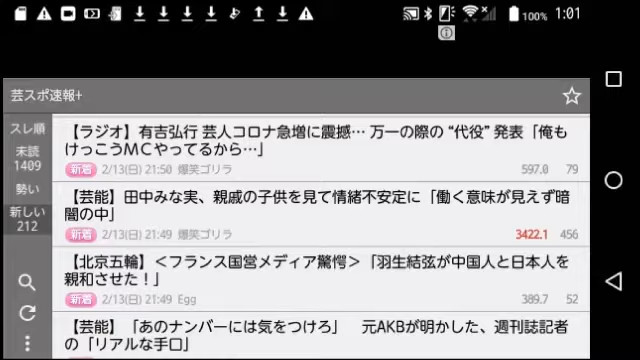 100% 1:01
芸スポ速報+
スレ順
未読
1409
勢い
新しい
212
【ラジオ】有吉弘行 芸人コロナ急増に震撼… 万一の際の “代役” 発表「俺も
けっこうMCやってるから…」
新着 2/13(日) 21:50 爆笑ゴリラ 597.0 79
【芸能】田中みな実、親戚の子供を見て情緒不安定に「働く意味が見えず暗
闇の中」
新着 2/13(日) 21:49 爆笑ゴリラ 3422.1 456
【北京五輪】＜フランス国営メディア驚愕＞「羽生結弦が中国人と日本人を
親和させた！」
新着 2/13(日) 21:49 Egg 389.7 52
【芸能】「あのナンバーには気をつけろ」　元AKBが明かした、週刊誌記者
の「リアルな手口」